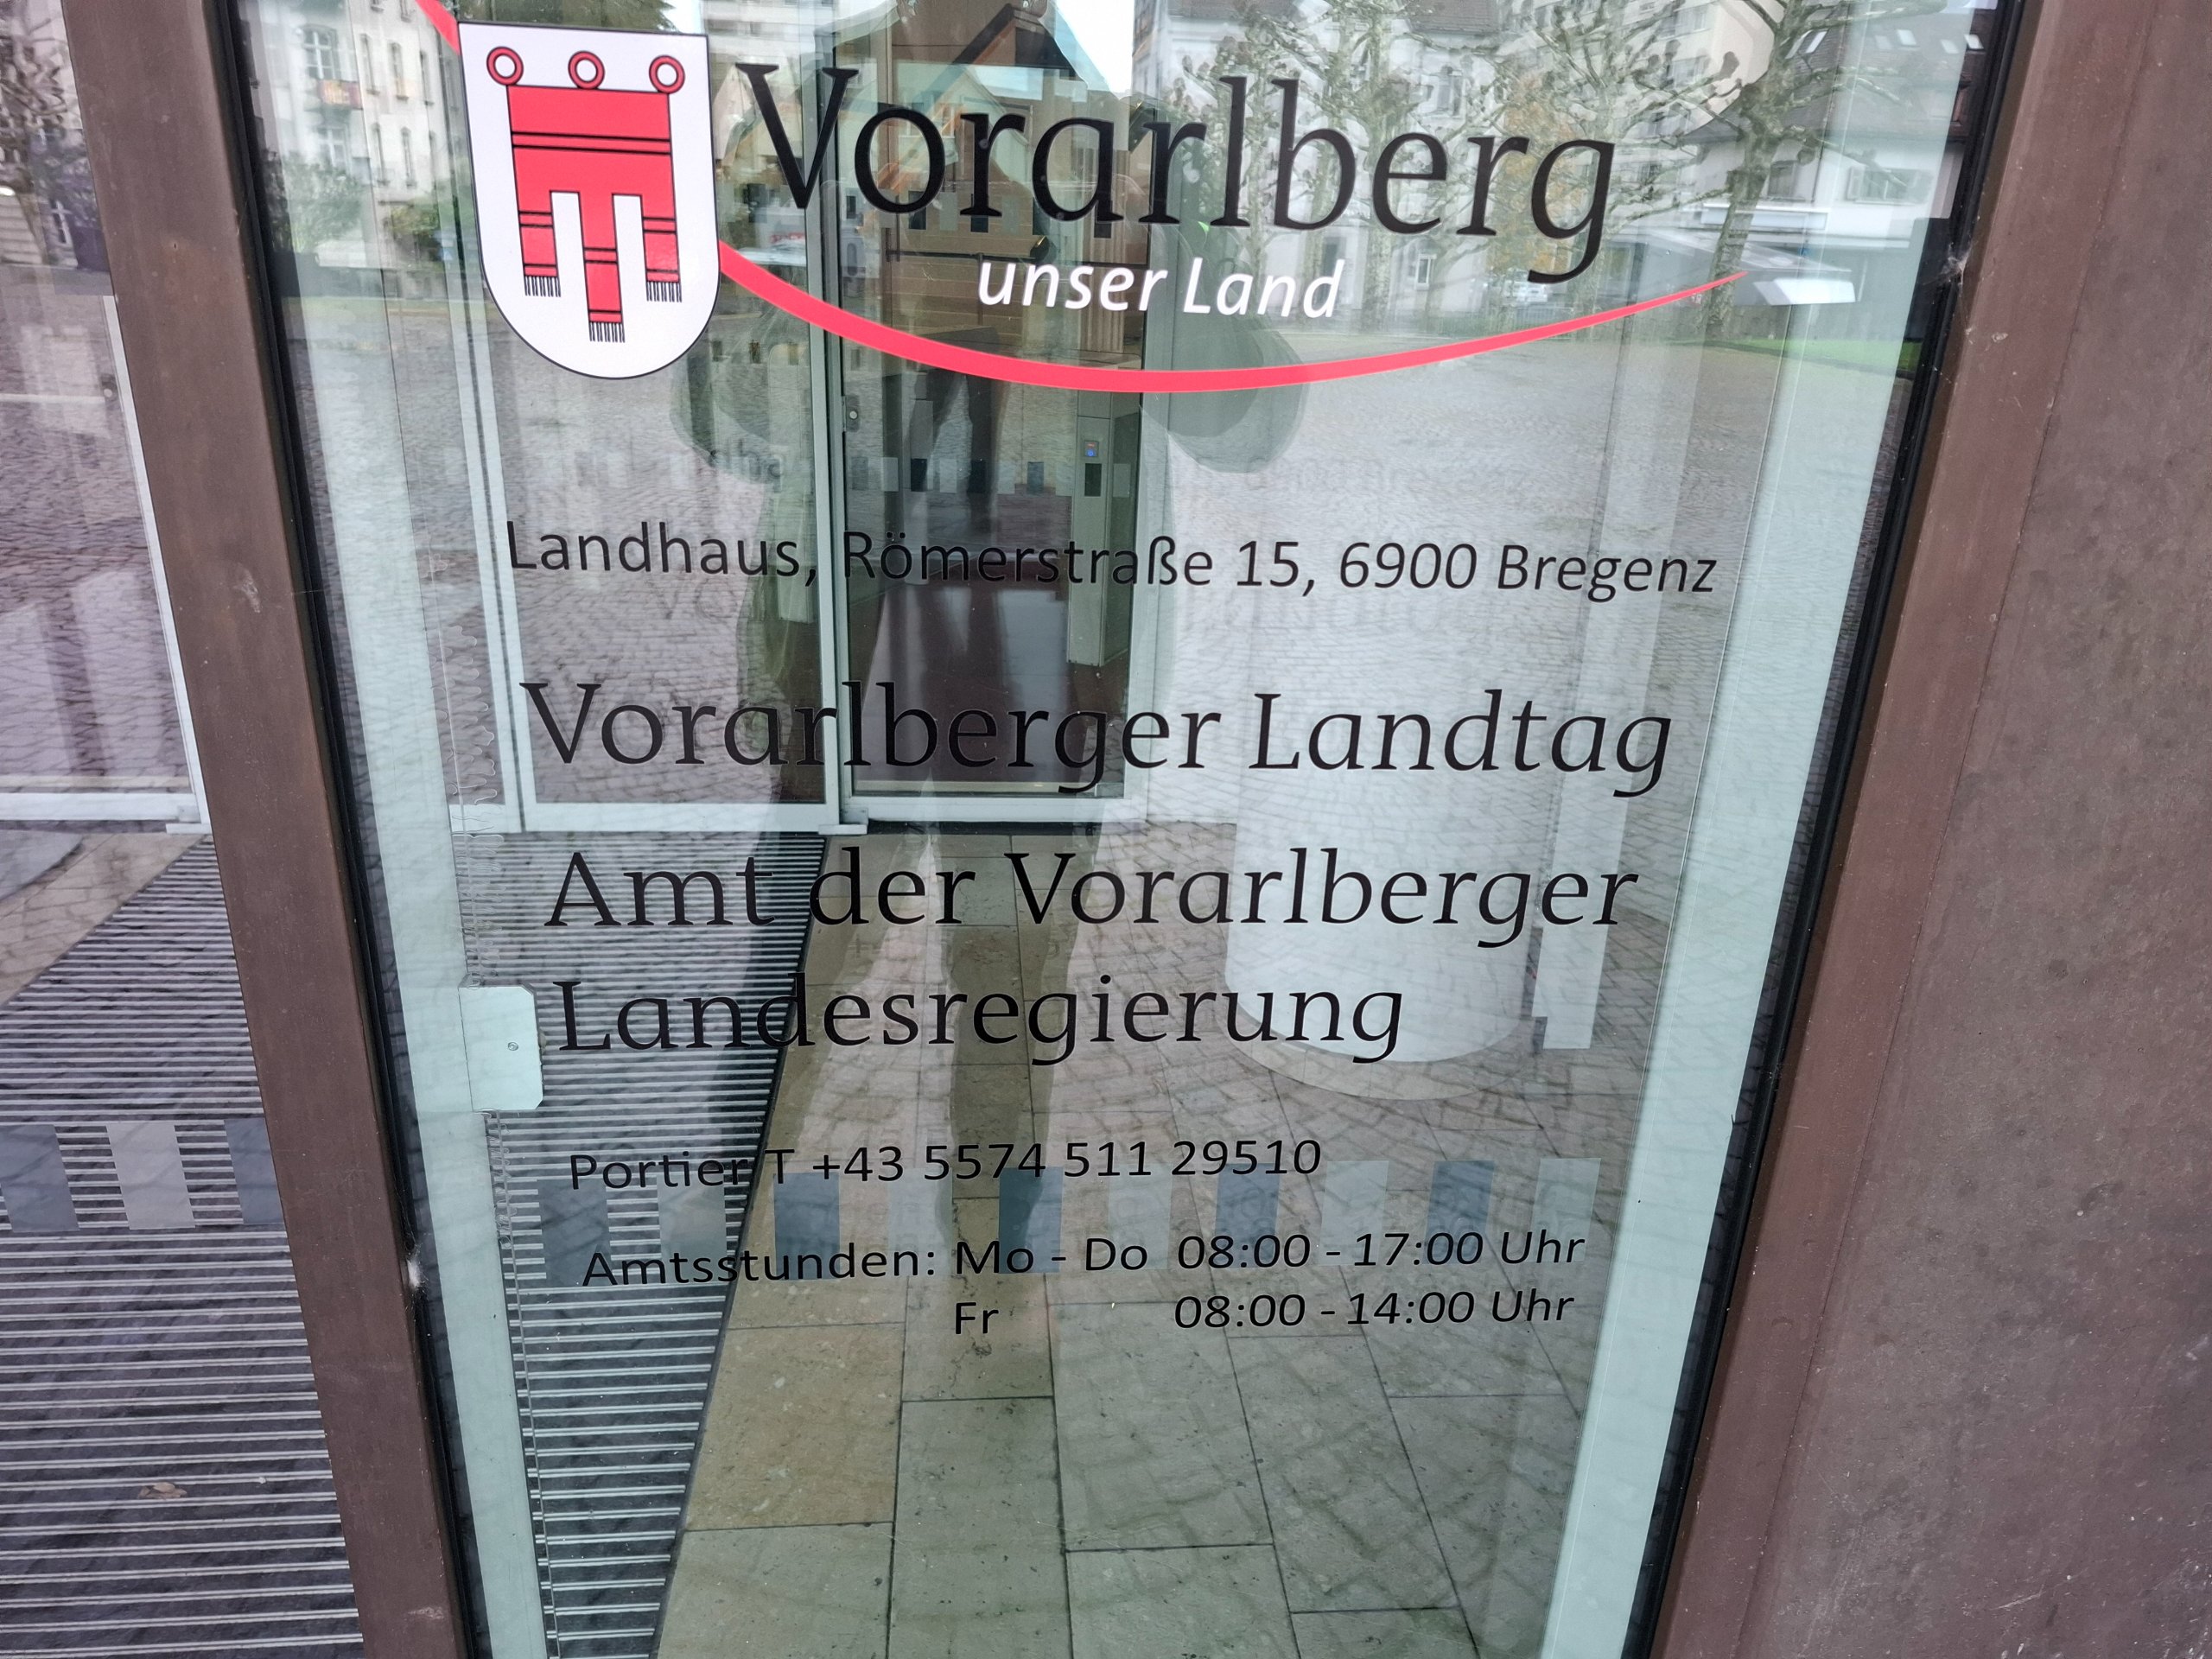 Vorarlberg
unser Land
Landhaus, Römerstraße 15, 6900 Bregenz
Vorarlberger Landtag
Amt der Vorarlberger
Landesregierung
Portier T +43 5574 511 29510
Amtsstunden: Mo - Do 08:00 - 17:00 Uhr
Fr 08:00 - 14:00 Uhr